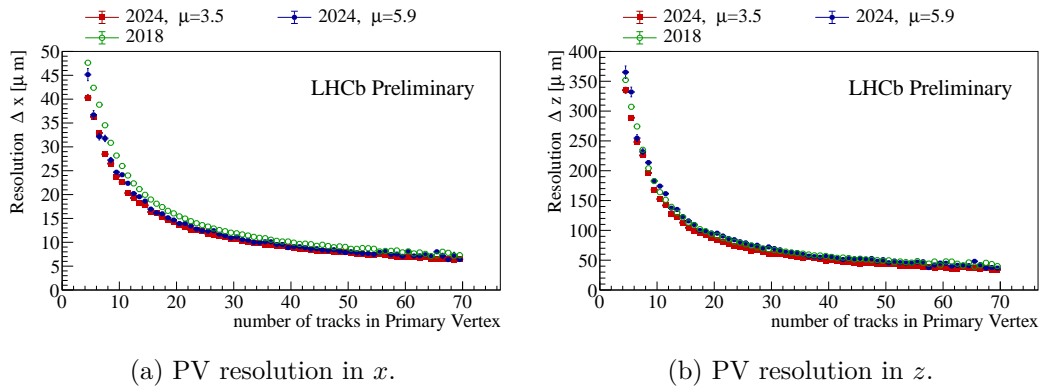 2024, μ=3.5
2024, μ=5.9
2018
Resolution Δ x [μ m]
50
45
40
35
30
25
20
15
10
5
0
LHCb Preliminary
0 10 20 30 40 50 60 70
number of tracks in Primary Vertex
(a) PV resolution in x.
2024, μ=3.5
2024, μ=5.9
2018
Resolution Δ z [μ m]
400
350
300
250
200
150
100
50
0
LHCb Preliminary
0 10 20 30 40 50 60 70
number of tracks in Primary Vertex
(b) PV resolution in z.